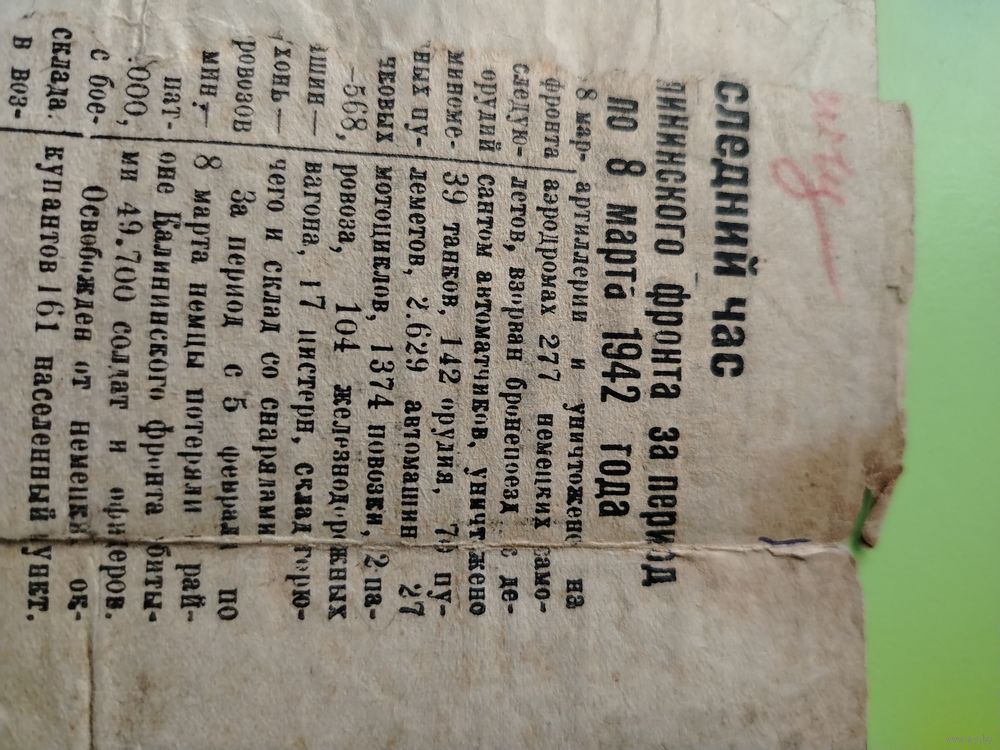 следний час
лининского фронта за период
по 8 марта 1942 года
8 мар-
фронта
следую-
орудий
миноме-
ных пу-
чковых
–568,
шин—
хонь—
ровозов
мин,—
пат-
000,
с бое-
склада.
в воз-
артиллерии и уничтожено на
аэродромах 277 немецких само-
летов, взорван бронепоезд с де-
сантом автоматчиков, уничтожено
39 танков, 142 орудия, пу-
леметов, 2.629 автомашин 27
мотоциклов, 1374 повозки, 2 па-
ровоза, 104 железнодорожных
вагона, 17 цистерн, склад горю-
чего и склад со снарядами
За период с 5 февраля по
8 марта немцы потеряли в рай-
оне Калининского фронта убиты-
ми 49.700 солдат и офицеров.
Освобожден от немецких ок-
купантов 161 населенный пункт.